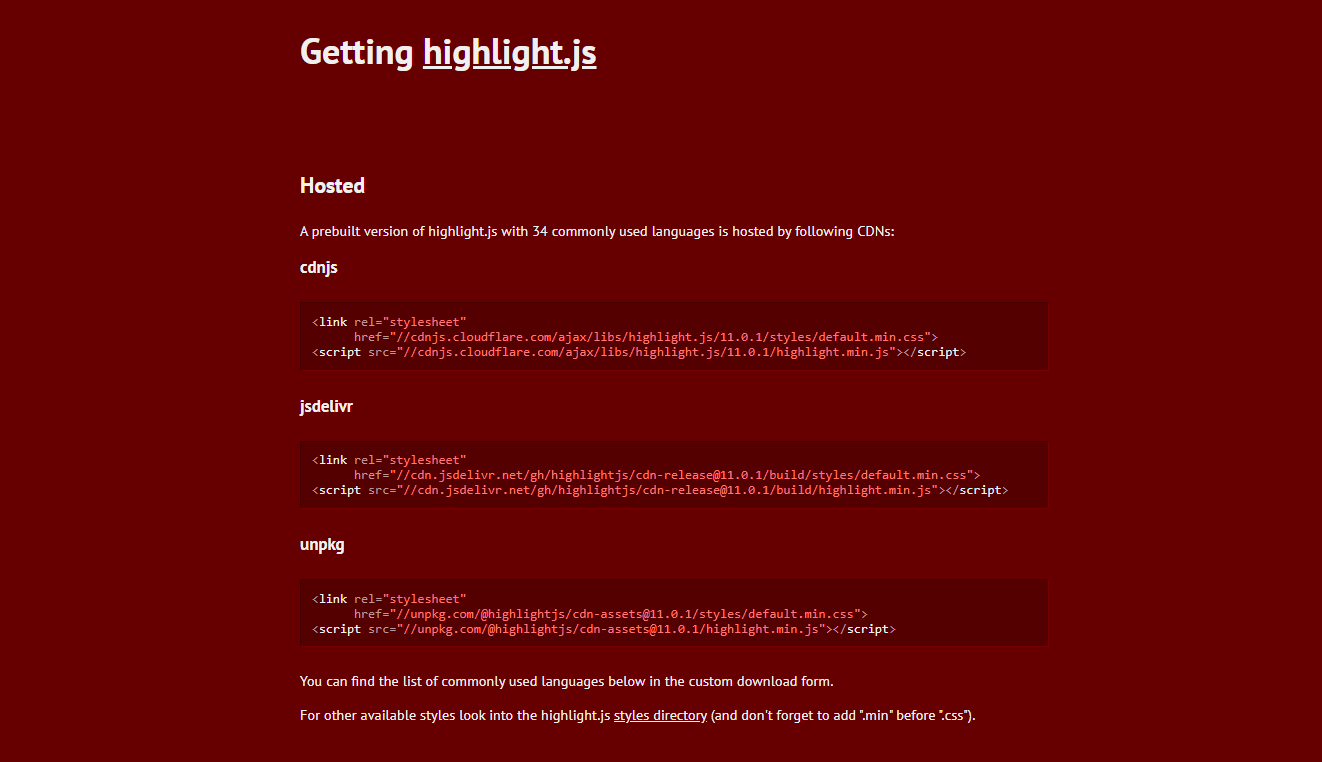 Getting highlight.js
Hosted
A prebuilt version of highlight.js with 34 commonly used languages is hosted by following CDNs:
cdnjs
<link rel="stylesheet"
      href="//cdnjs.cloudflare.com/ajax/libs/highlight.js/11.0.1/styles/default.min.css">
<script src="//cdnjs.cloudflare.com/ajax/libs/highlight.js/11.0.1/highlight.min.js"></script>
jsdelivr
<link rel="stylesheet"
      href="//cdn.jsdelivr.net/gh/highlightjs/cdn-release@11.0.1/build/styles/default.min.css">
<script src="//cdn.jsdelivr.net/gh/highlightjs/cdn-release@11.0.1/build/highlight.min.js"></script>
unpkg
<link rel="stylesheet"
      href="//unpkg.com/@highlightjs/cdn-assets@11.0.1/styles/default.min.css">
<script src="//unpkg.com/@highlightjs/cdn-assets@11.0.1/highlight.min.js"></script>
You can find the list of commonly used languages below in the custom download form.
For other available styles look into the highlight.js styles directory (and don't forget to add ".min" before ".css").